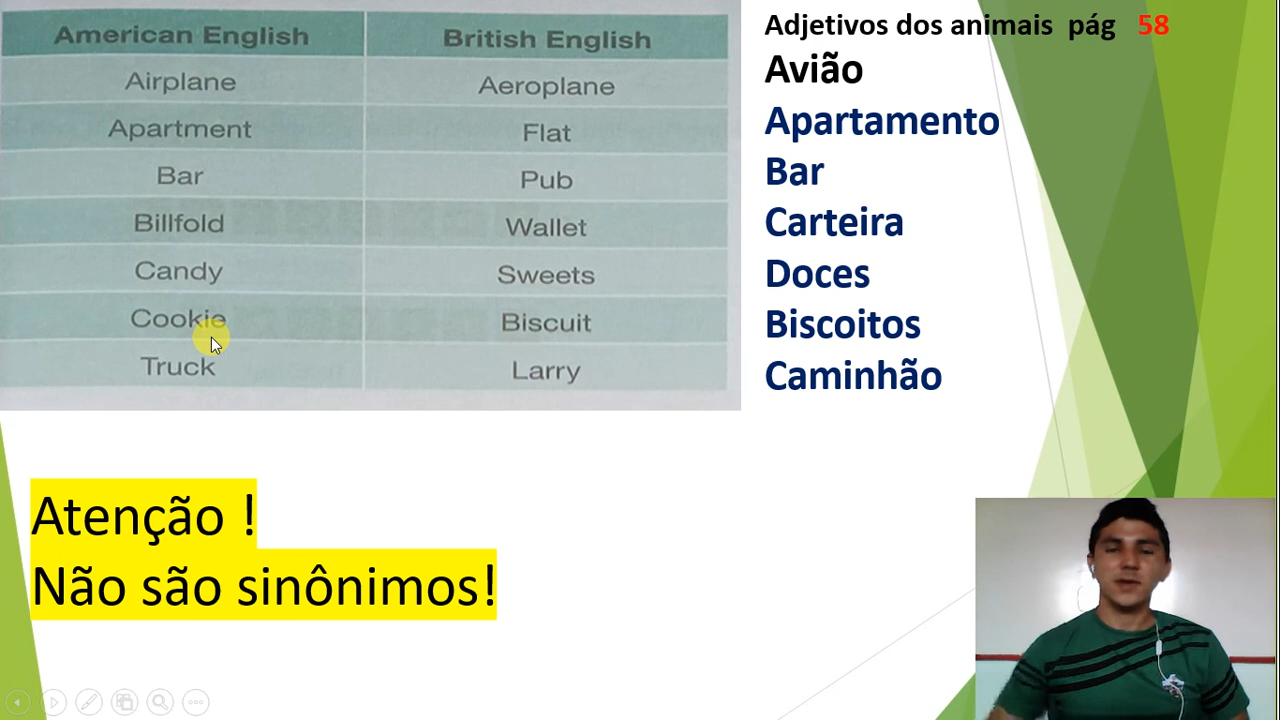 American English British English
Airplane Aeroplane
Apartment Flat
Bar Pub
Billfold Wallet
Candy Sweets
Cookie Biscuit
Truck Larry
Adjetivos dos animais pág 58
Avião
Apartamento
Bar
Carteira
Doces
Biscoitos
Caminhão
Atenção !
Não são sinônimos!